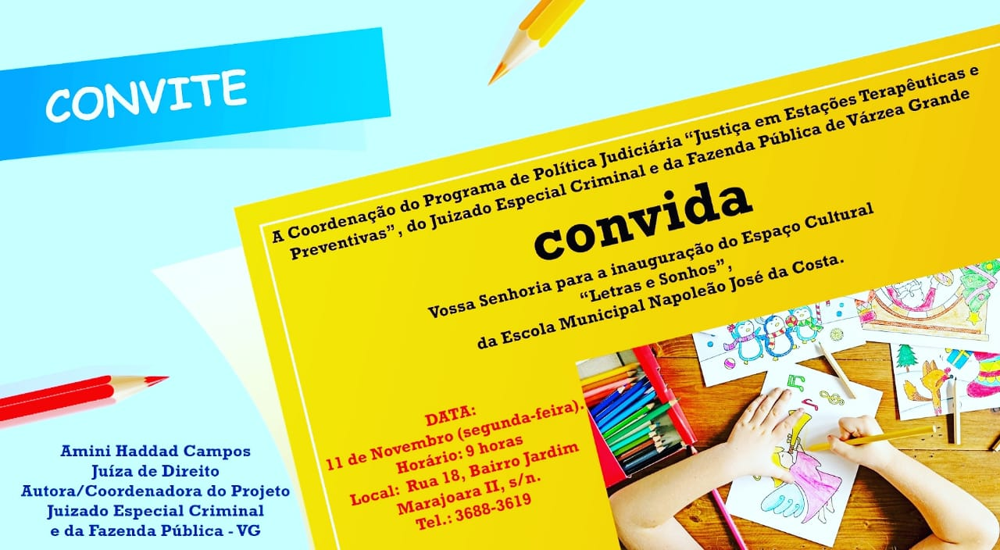 CONVITE
A Coordenação do Programa de Política Judiciária “Justiça em Estações Terapêuticas e
Preventivas”, do Juizado Especial Criminal e da Fazenda Pública de Várzea Grande
convida
Vossa Senhoria para a inauguração do Espaço Cultural
“Letras e Sonhos”,
da Escola Municipal Napoleão José da Costa.
DATA:
11 de Novembro (segunda-feira).
Horário: 9 horas
Local: Rua 18, Bairro Jardim
Marajoara II, s/n.
Tel.: 3688-3619
Amini Haddad Campos
Juíza de Direito
Autora/Coordenadora do Projeto
Juizado Especial Criminal
e da Fazenda Pública - VG